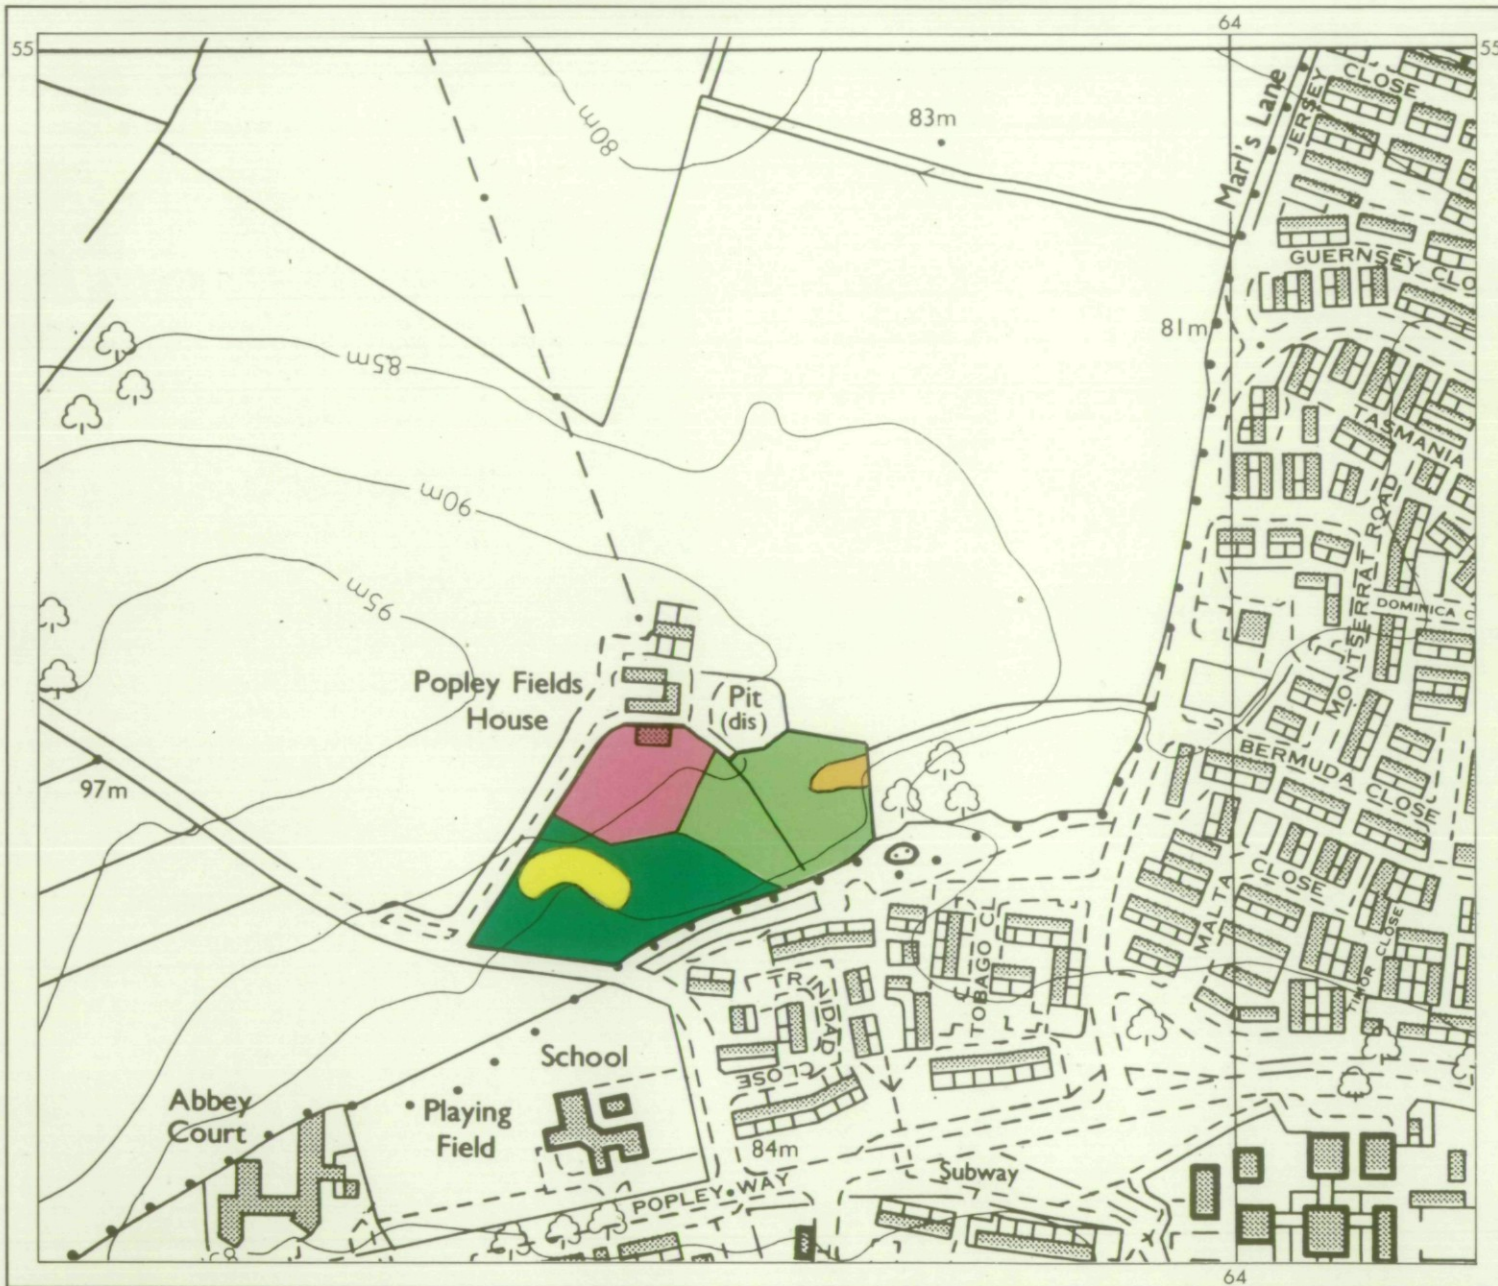 64
55
55
80m
83m
Marl's Lane
JERSEY
CLOSE
GUERNSEY CLO
81m
85m
TASMANIA
90m
MONTSERRAT ROAD
95m
DOMINICA C
Popley Fields
House
Pit
(dis)
97m
BERMUDA CLOSE
MALTA
CLOSE
TIMOR CLOSE
TOBAGO CL
TRINIDAD
CLOSE
School
Abbey
Court
Playing
Field
84m
Subway
POPLEY WAY
64